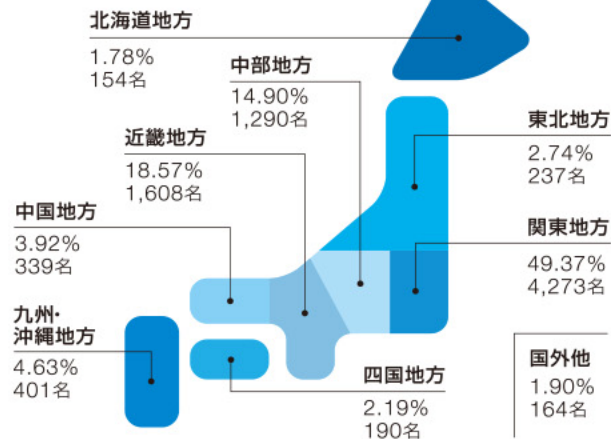 北海道地方
1.78%
154名
中部地方
14.90%
1,290名
東北地方
2.74%
237名
近畿地方
18.57%
1,608名
中国地方
3.92%
339名
関東地方
49.37%
4,273名
九州・
沖縄地方
4.63%
401名
四国地方
2.19%
190名
国外他
1.90%
164名